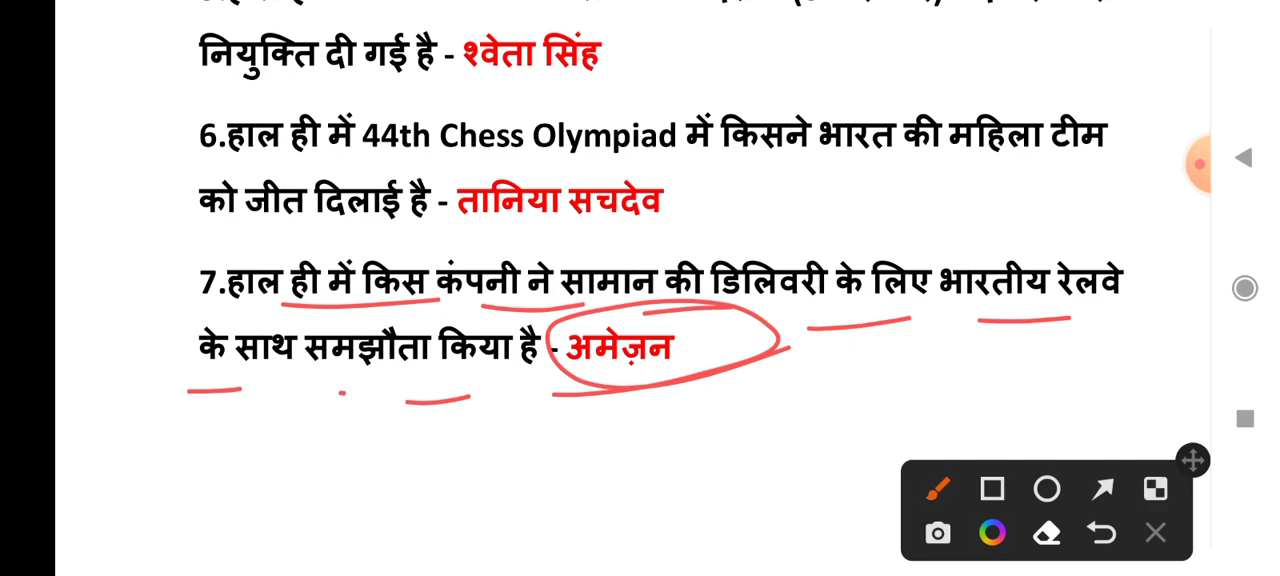 नियुक्ति दी गई है - श्वेता सिंह
6.हाल ही में 44th Chess Olympiad में किसने भारत की महिला टीम
को जीत दिलाई है - तानिया सचदेव
7.हाल ही में किस कंपनी ने सामान की डिलिवरी के लिए भारतीय रेलवे
के साथ समझौता किया है - अमेज़न